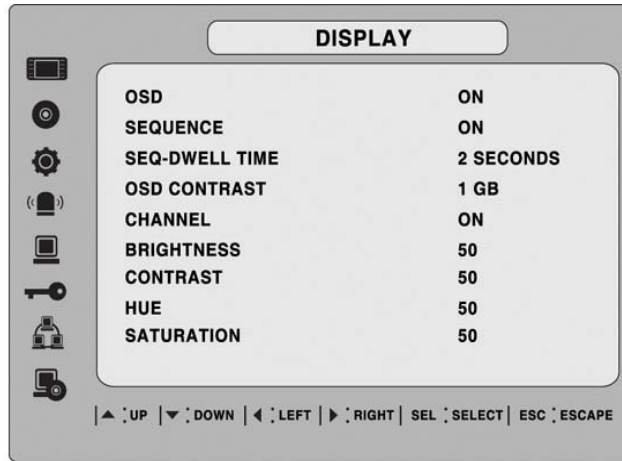 DISPLAY
OSD ON
SEQUENCE ON
SEQ-DWELL TIME 2 SECONDS
OSD CONTRAST 1 GB
CHANNEL ON
BRIGHTNESS 50
CONTRAST 50
HUE 50
SATURATION 50
|▲ : UP |▼ : DOWN |◀ : LEFT |▶ : RIGHT | SEL : SELECT | ESC : ESCAPE